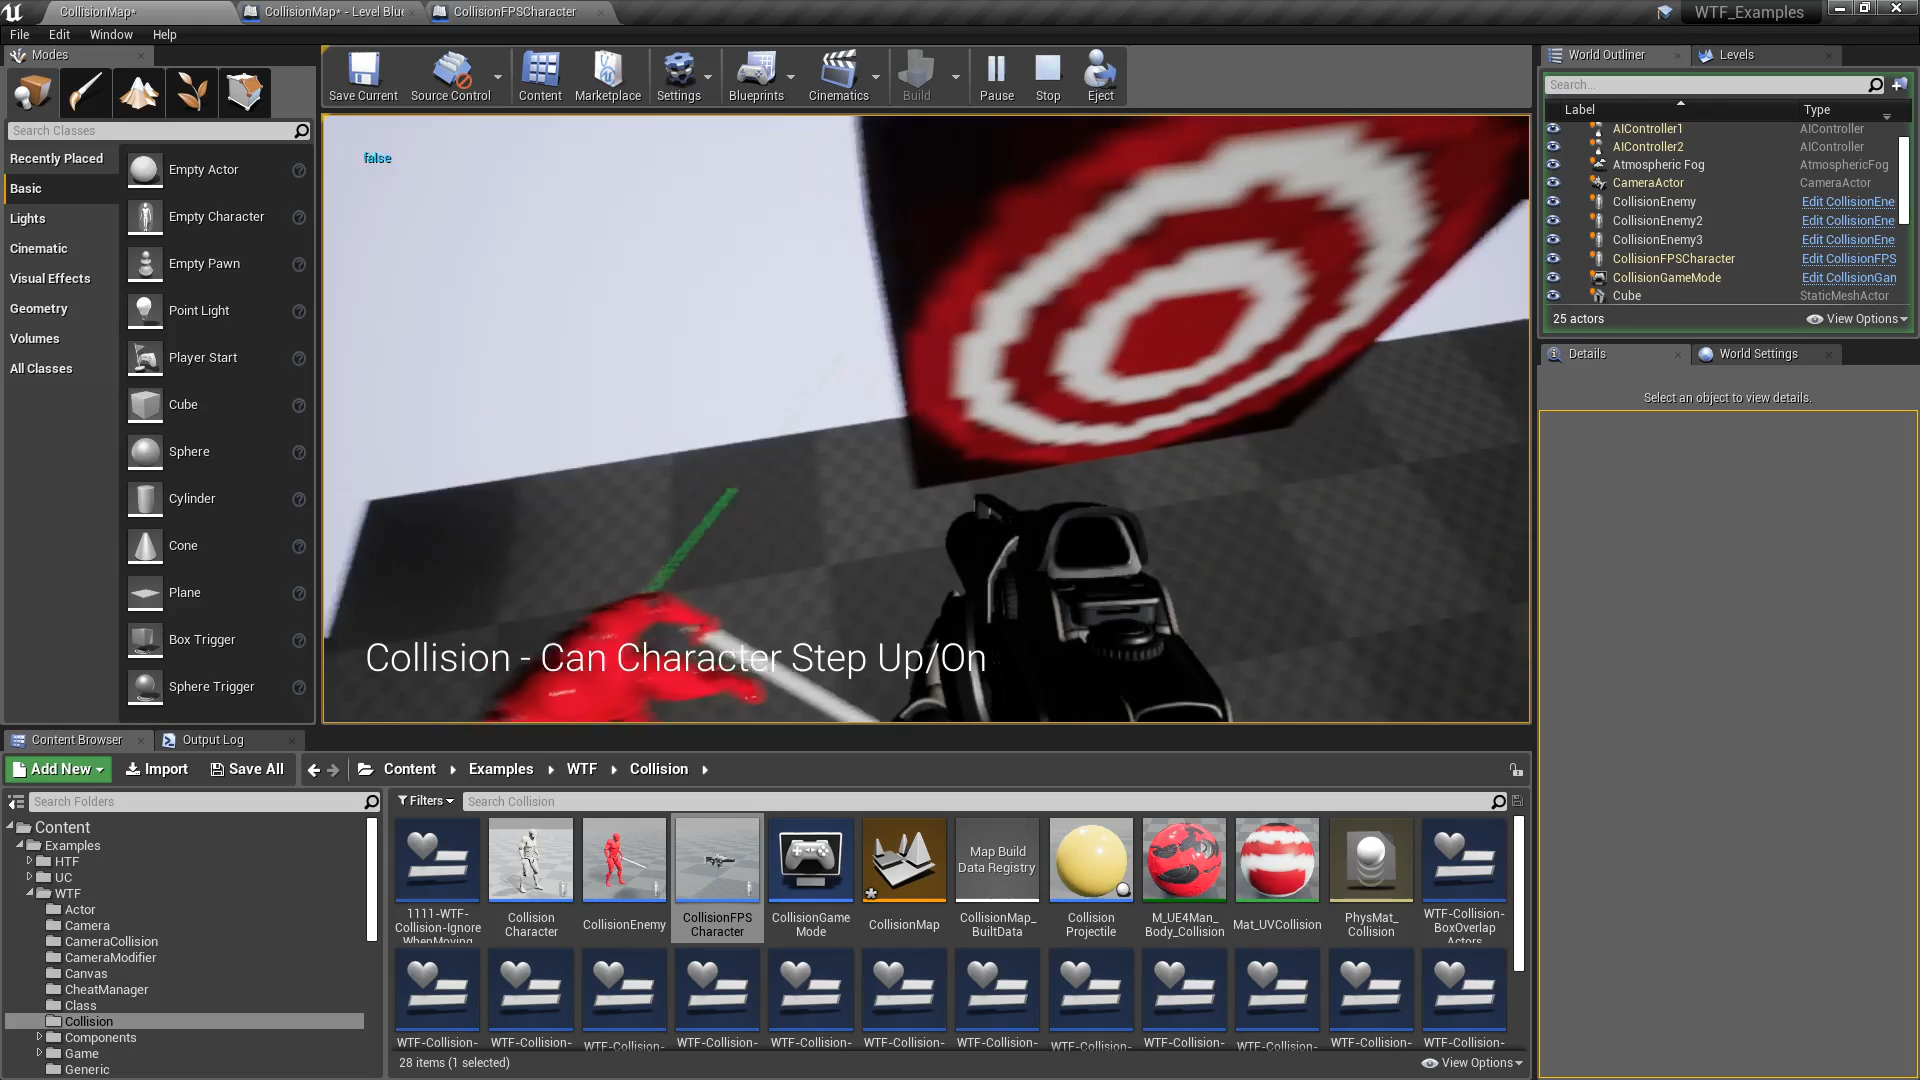 CollisionMap*
CollisionMap* - Level Blue
CollisionFPSCharacter
WTF_Examples
File
Edit
Window
Help
Modes
Search Classes
Recently Placed
Basic
Lights
Cinematic
Visual Effects
Geometry
Volumes
All Classes
Empty Actor
Empty Character
Empty Pawn
Point Light
Player Start
Cube
Sphere
Cylinder
Cone
Plane
Box Trigger
Sphere Trigger
Save Current
Source Control
Content
Marketplace
Settings
Blueprints
Cinematics
Build
Pause
Stop
Eject
false
Collision - Can Character Step Up/On
World Outliner
Levels
Search...
Label
Type
AIController1 AIController
AIController2 AIController
Atmospheric Fog AtmosphericFog
CameraActor CameraActor
CollisionEnemy Edit CollisionEne
CollisionEnemy2 Edit CollisionEne
CollisionEnemy3 Edit CollisionEne
CollisionFPSCharacter Edit CollisionFPS
CollisionGameMode Edit CollisionGan
Cube StaticMeshActor
25 actors
View Options
Details
World Settings
Select an object to view details.
Content Browser
Output Log
Add New
Import
Save All
Content
Examples
WTF
Collision
Search Folders
Content
Examples
HTF
UC
WTF
Actor
Camera
CameraCollision
CameraModifier
Canvas
CheatManager
Class
Collision
Components
Game
Generic
Filters
Search Collision
Map Build
Data Registry
1111-WTF-
Collision-Ignore
WhenMoving
Collision
Character
CollisionEnemy
CollisionFPS
Character
CollisionGame
Mode
CollisionMap
CollisionMap_
BuiltData
Collision
Projectile
M_UE4Man_
Body_Collision
Mat_UVCollision
PhysMat_
Collision
WTF-Collision-
BoxOverlap
Actors
WTF-Collision-
WTF-Collision-
WTF-Collision-
WTF-Collision-
WTF-Collision-
WTF-Collision-
WTF-Collision-
WTF-Collision-
WTF-Collision-
WTF-Collision-
WTF-Collision-
WTF-Collision-
28 items (1 selected)
View Options